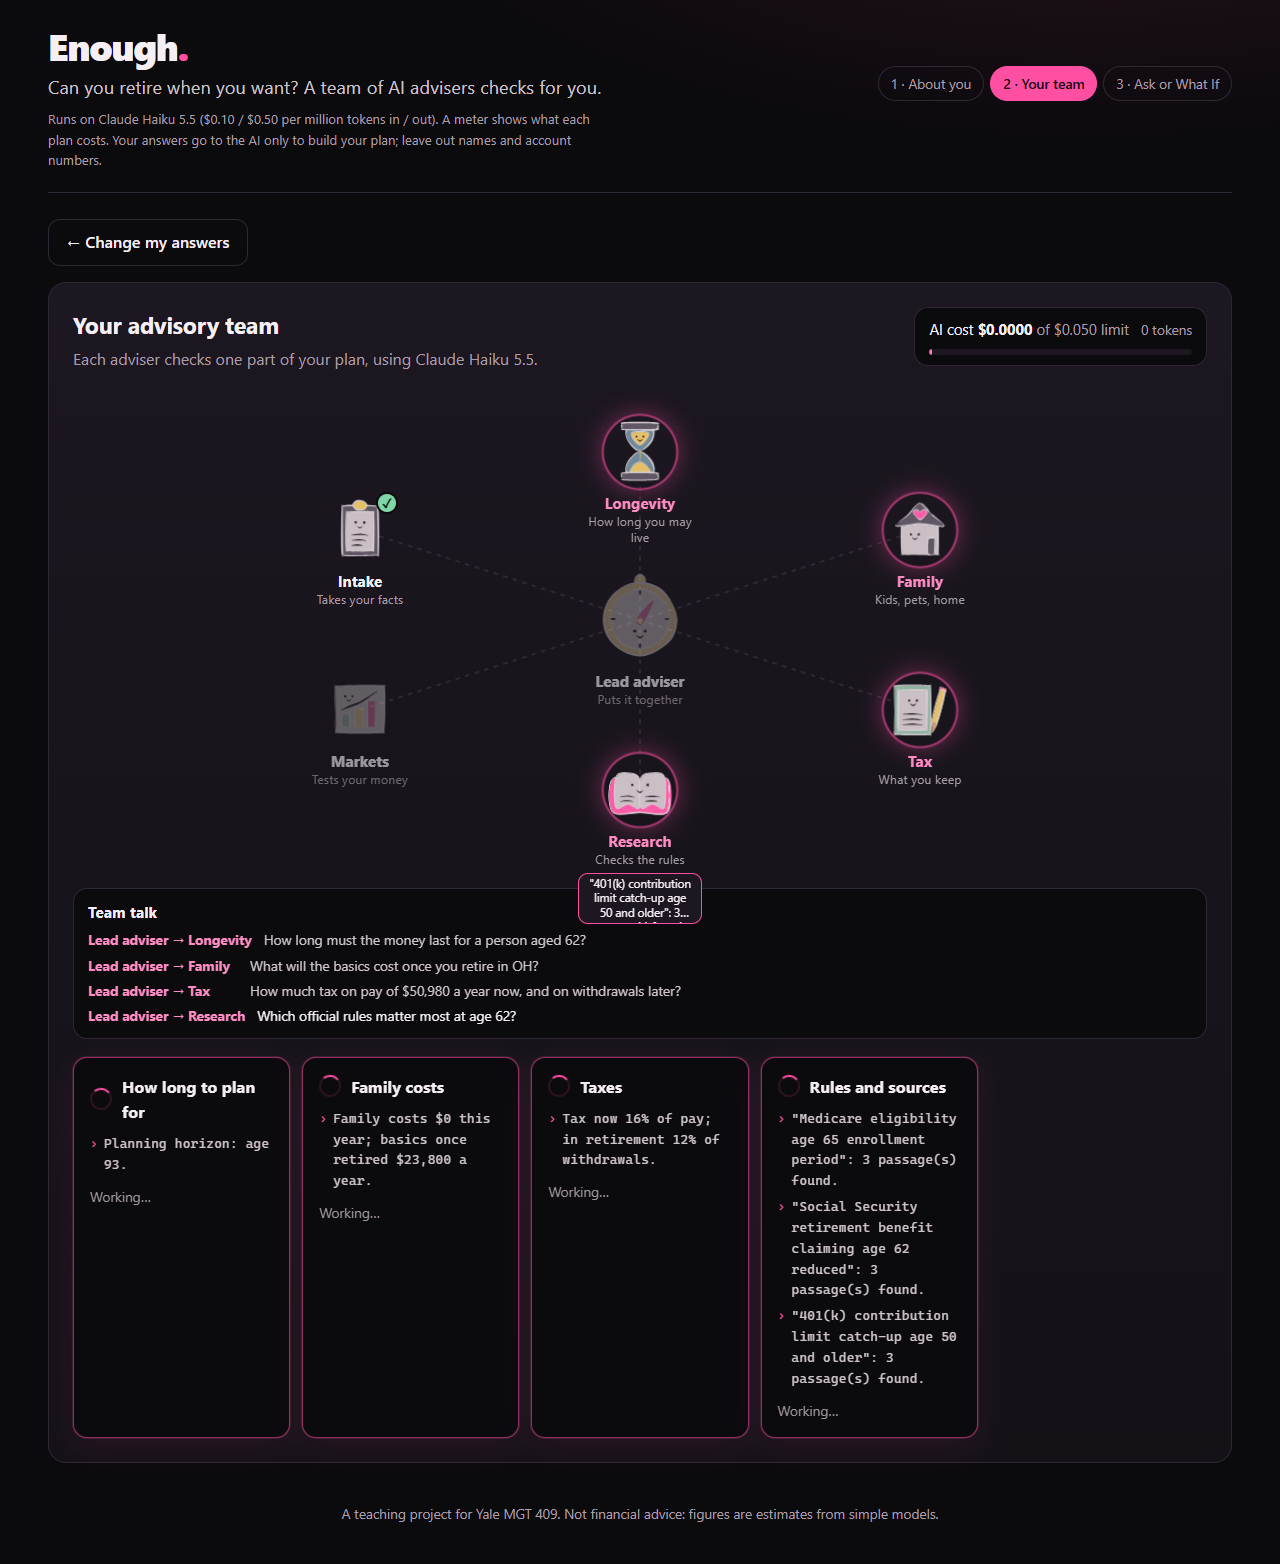 Enough.
Can you retire when you want? A team of AI advisers checks for you.
Runs on Claude Haiku 5.5 ($0.10 / $0.50 per million tokens in / out). A meter shows what each
plan costs. Your answers go to the AI only to build your plan; leave out names and account
numbers.
1 · About you
2 · Your team
3 · Ask or What If
← Change my answers
Your advisory team
Each adviser checks one part of your plan, using Claude Haiku 5.5.
AI cost $0.0000 of $0.050 limit 0 tokens
Longevity
How long you may
live
Intake
Takes your facts
Family
Kids, pets, home
Lead adviser
Puts it together
Markets
Tests your money
Tax
What you keep
Research
Checks the rules
"401(k) contribution
limit catch-up age
50 and older": 3...
Team talk
Lead adviser → Longevity How long must the money last for a person aged 62?
Lead adviser → Family What will the basics cost once you retire in OH?
Lead adviser → Tax How much tax on pay of $50,980 a year now, and on withdrawals later?
Lead adviser → Research Which official rules matter most at age 62?
How long to plan
for
› Planning horizon: age
93.
Working...
Family costs
› Family costs $0 this
year; basics once
retired $23,800 a
year.
Working...
Taxes
› Tax now 16% of pay;
in retirement 12% of
withdrawals.
Working...
Rules and sources
› "Medicare eligibility
age 65 enrollment
period": 3 passage(s)
found.
› "Social Security
retirement benefit
claiming age 62
reduced": 3
passage(s) found.
› "401(k) contribution
limit catch-up age 50
and older": 3
passage(s) found.
Working...
A teaching project for Yale MGT 409. Not financial advice: figures are estimates from simple models.